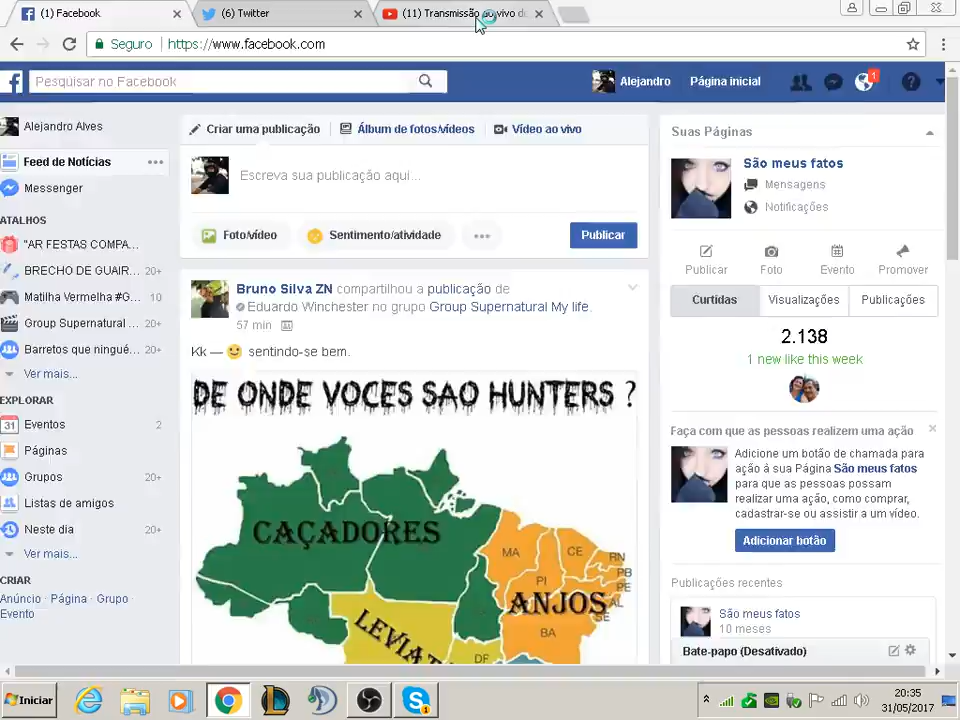 (1) Facebook
(6) Twitter
(11) Transmissão ao vivo de
Seguro https://www.facebook.com
Pesquisar no Facebook
Alejandro Página inicial 1
Alejandro Alves
Feed de Notícias
Messenger
ATALHOS
"AR FESTAS COMPA...
BRECHO DE GUAIR... 20+
Matilha Vermelha #G... 10
Group Supernatural ... 20+
Barretos que ningué... 20+
Ver mais...
EXPLORAR
31 Eventos 2
Páginas
Grupos 20+
Listas de amigos
Neste dia 20+
Ver mais...
CRIAR
Anúncio · Página · Grupo ·
Evento
Criar uma publicação Álbum de fotos/vídeos Vídeo ao vivo
Escreva sua publicação aqui...
Foto/vídeo Sentimento/atividade Publicar
Bruno Silva ZN compartilhou a publicação de
Eduardo Winchester no grupo Group Supernatural My life.
57 min
Kk — sentindo-se bem.
DE ONDE VOCES SAO HUNTERS ?
CAÇADORES
MA CE RN
PB
PI PE
ANJOS AL
SE
BA
LEVIAT
DF
Suas Páginas
São meus fatos
Mensagens
Notificações
Publicar Foto Evento Promover
Curtidas Visualizações Publicações
2.138
1 new like this week
Faça com que as pessoas realizem uma ação
Adicione um botão de chamada para
ação à sua Página São meus fatos
para que as pessoas possam
realizar uma ação, como comprar,
cadastrar-se ou assistir a um vídeo.
Adicionar botão
Publicações recentes
São meus fatos
10 meses
Bate-papo (Desativado)
Iniciar
20:35
31/05/2017